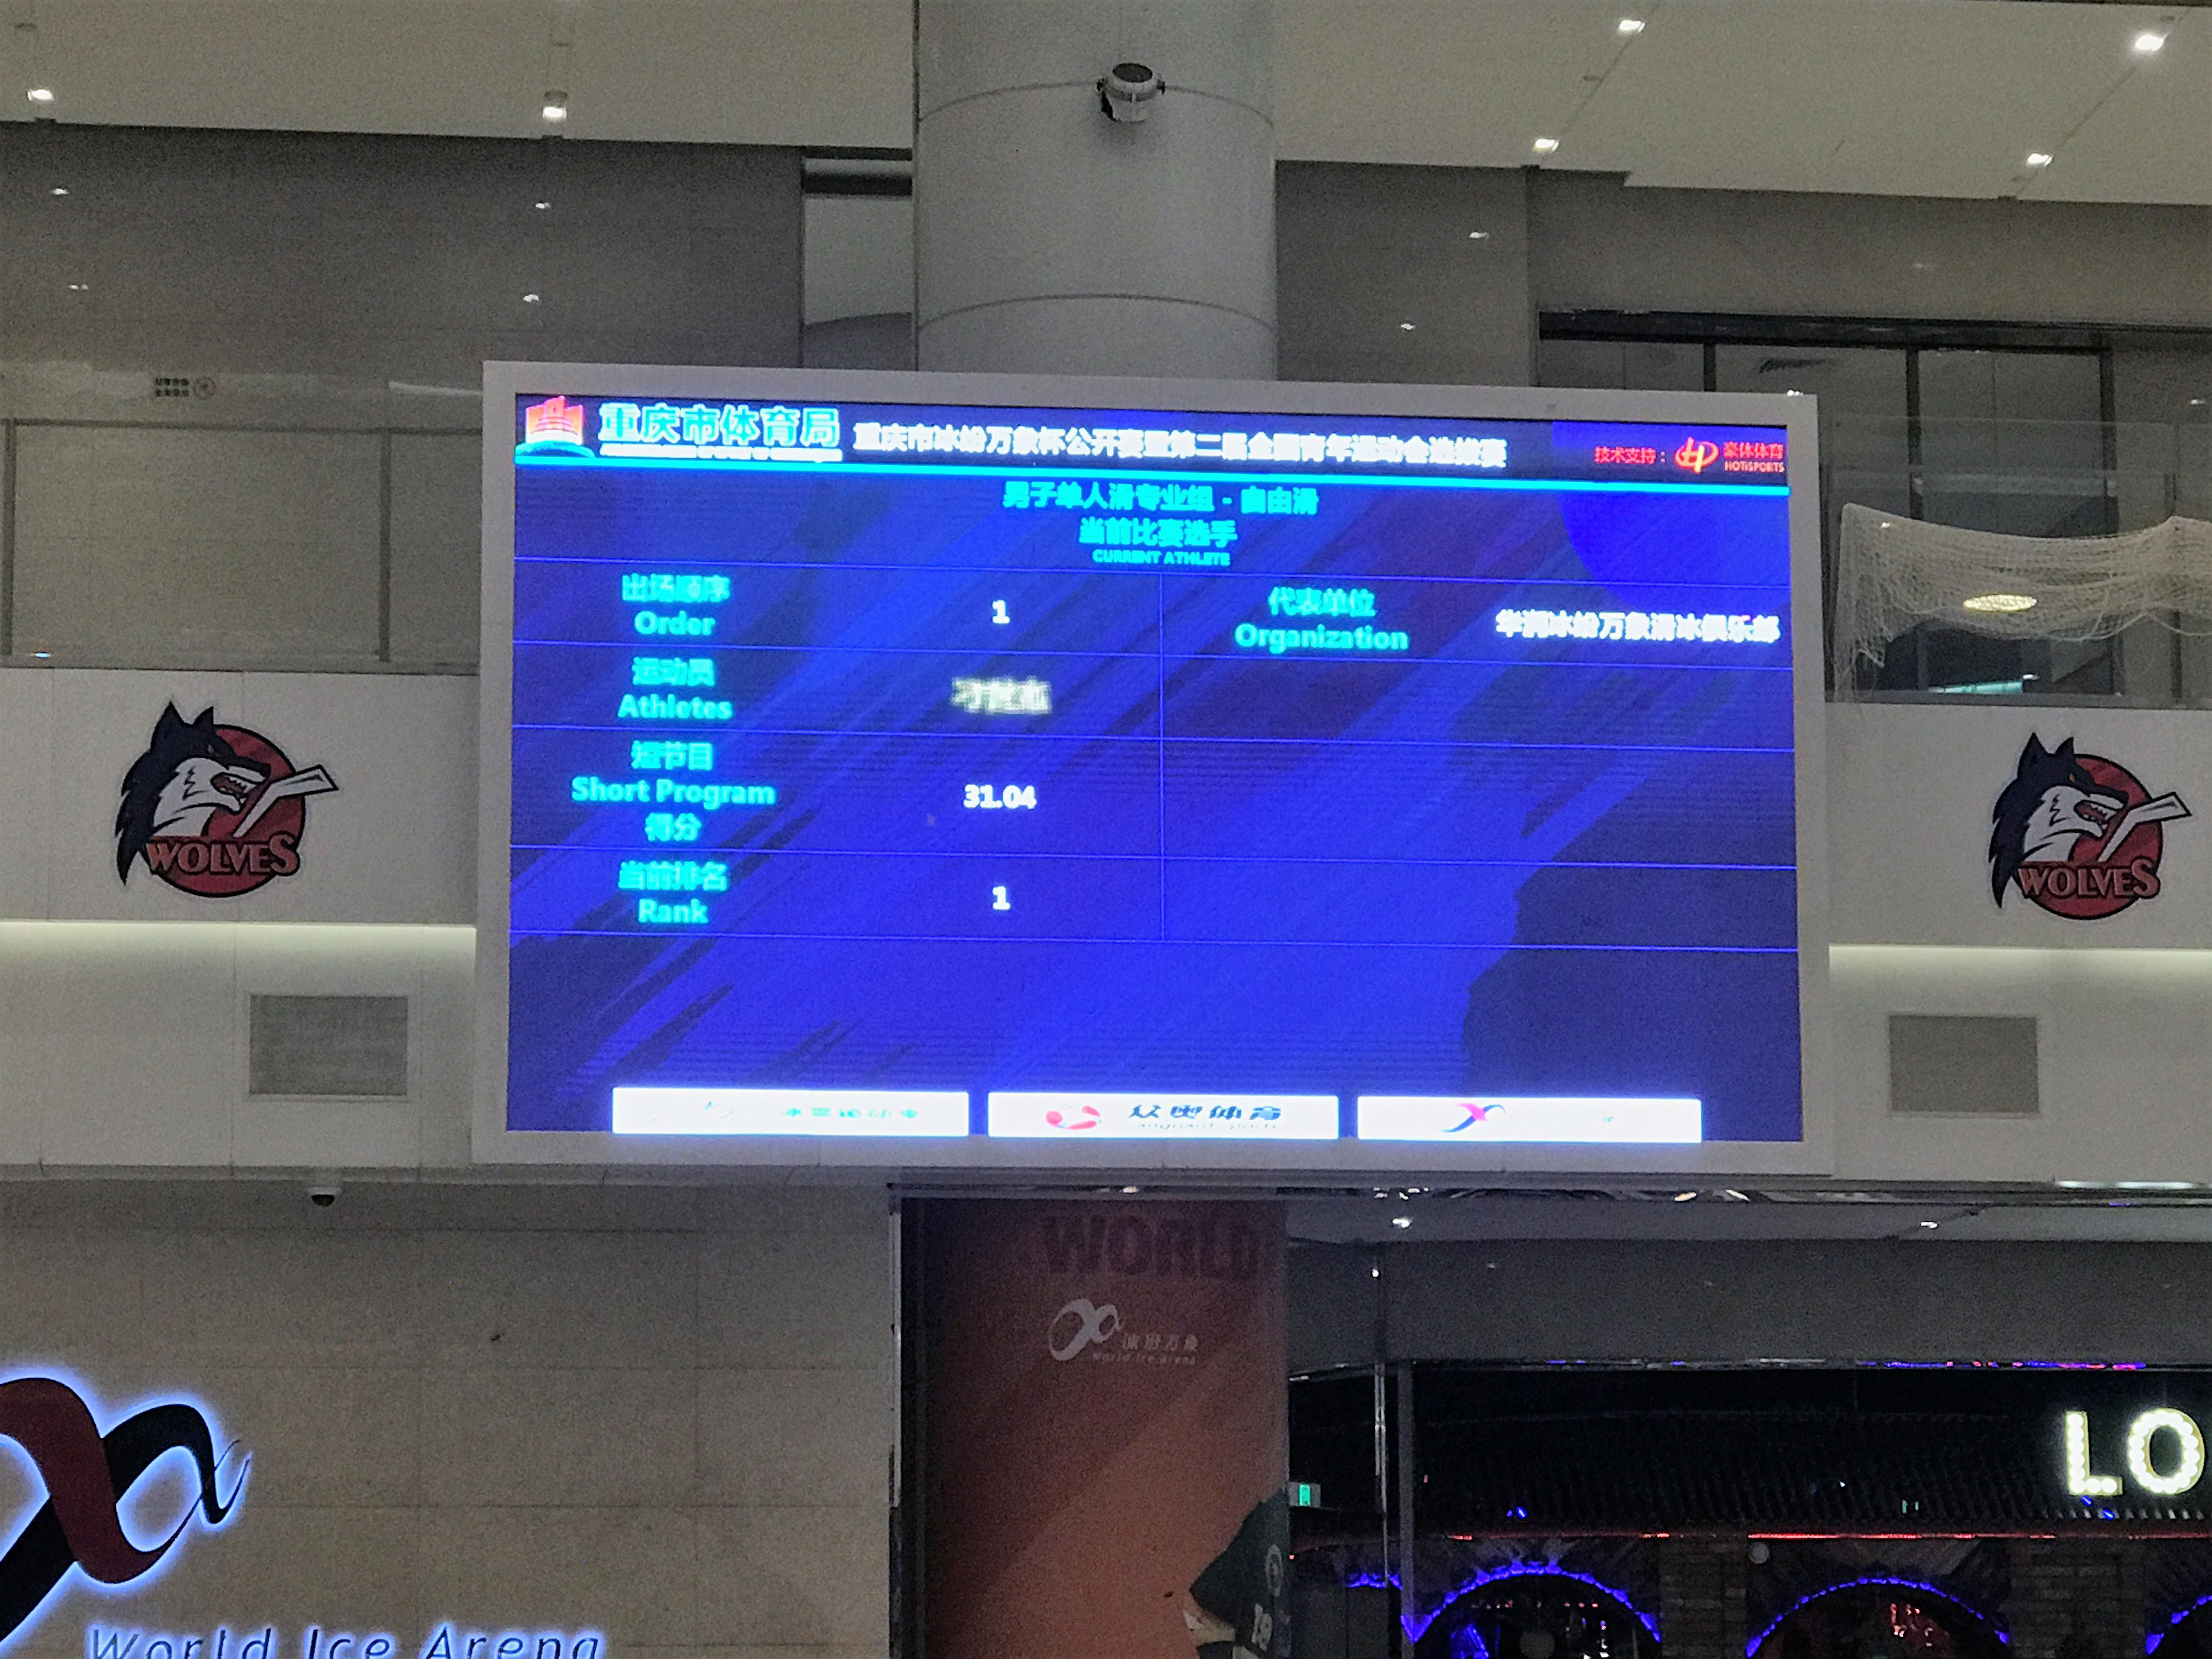 重庆市体育局
重庆市冰纷万象杯公开赛暨第二届全国青年运动会选拔赛
技术支持：
豪体体育
HOTiSPORTS
男子单人滑专业组 - 自由滑
当前比赛选手
CURRENT ATHLETE
出场顺序
Order
1
代表单位
Organization
华润冰纷万象滑冰俱乐部
运动员
Athletes
短节目
Short Program
得分
31.04
当前排名
Rank
1
众奥体育
WOLVES
WOLVES
WORLD
冰纷万象
World Ice Arena
World Ice Arena
LO